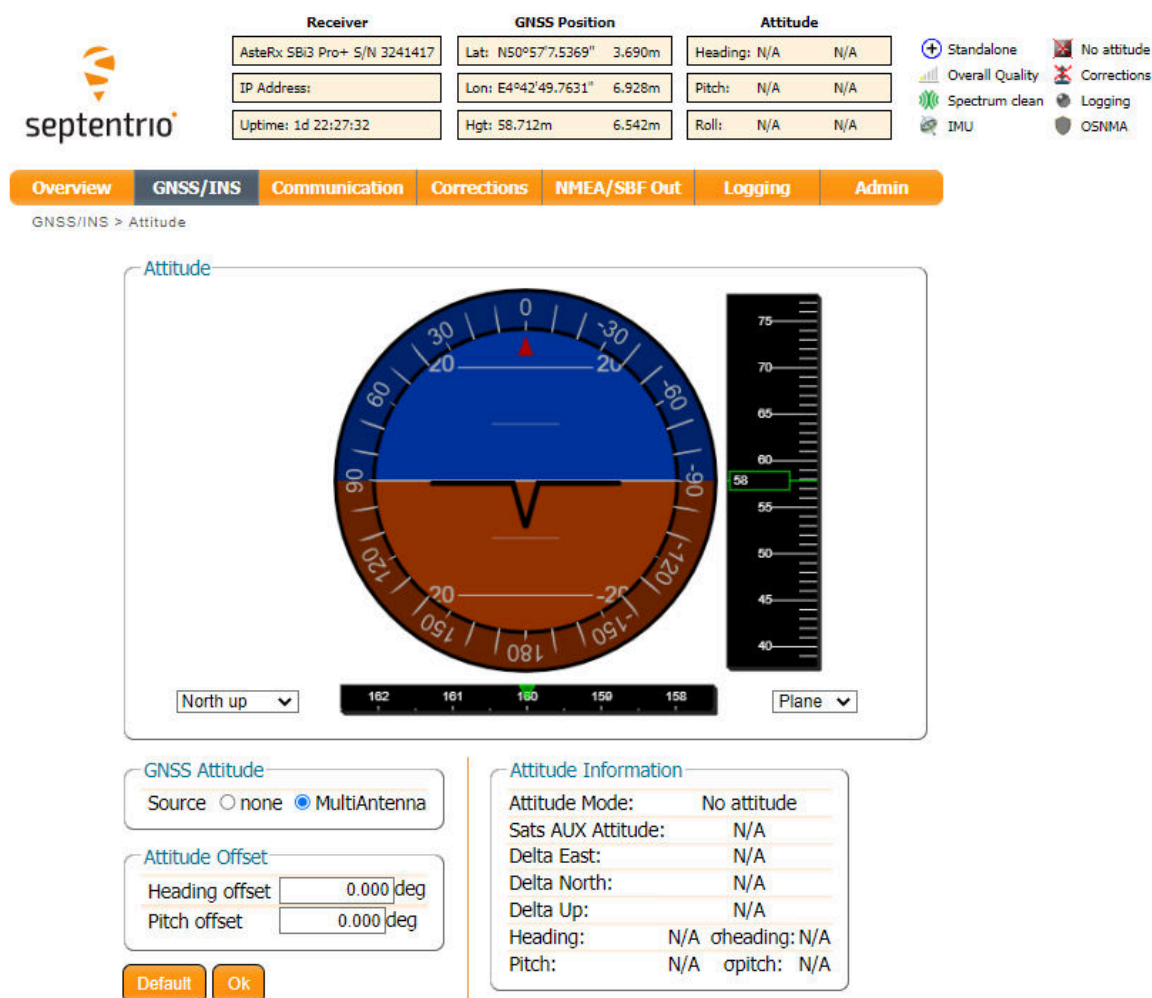 Receiver GNSS Position Attitude
AsteRx SBi3 Pro+ S/N 3241417 Lat: N50°57'7.5369" 3.690m Heading: N/A N/A Standalone No attitude
IP Address: Lon: E4°42'49.7631" 6.928m Pitch: N/A N/A Overall Quality Corrections
Spectrum clean Logging
septentrio Uptime: 1d 22:27:32 Hgt: 58.712m 6.542m Roll: N/A N/A IMU OSNMA
Overview GNSS/INS Communication Corrections NMEA/SBF Out Logging Admin
GNSS/INS > Attitude
Attitude
0
30 -30
20 20
60 -60
90 -90
120 -120
20 -20
150 -150
180
75
70
65
60
58
55
50
45
40
North up 162 161 160 159 158 Plane
GNSS Attitude
Source none MultiAntenna
Attitude Offset
Heading offset 0.000 deg
Pitch offset 0.000 deg
Default Ok
Attitude Information
Attitude Mode: No attitude
Sats AUX Attitude: N/A
Delta East: N/A
Delta North: N/A
Delta Up: N/A
Heading: N/A σheading: N/A
Pitch: N/A σpitch: N/A